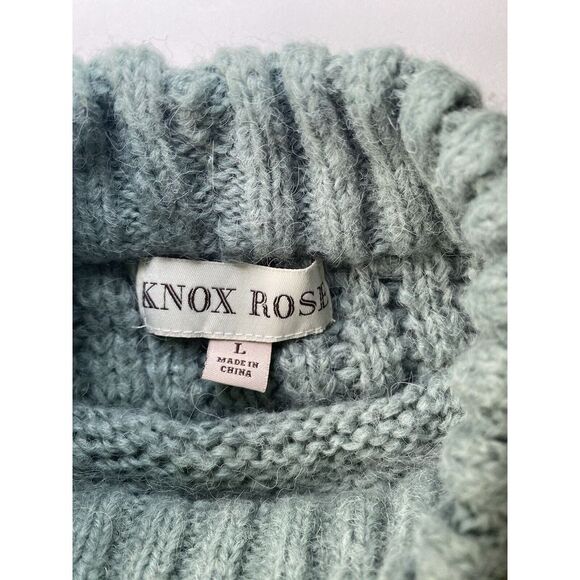 KNOX ROSE
L
MADE IN
CHINA